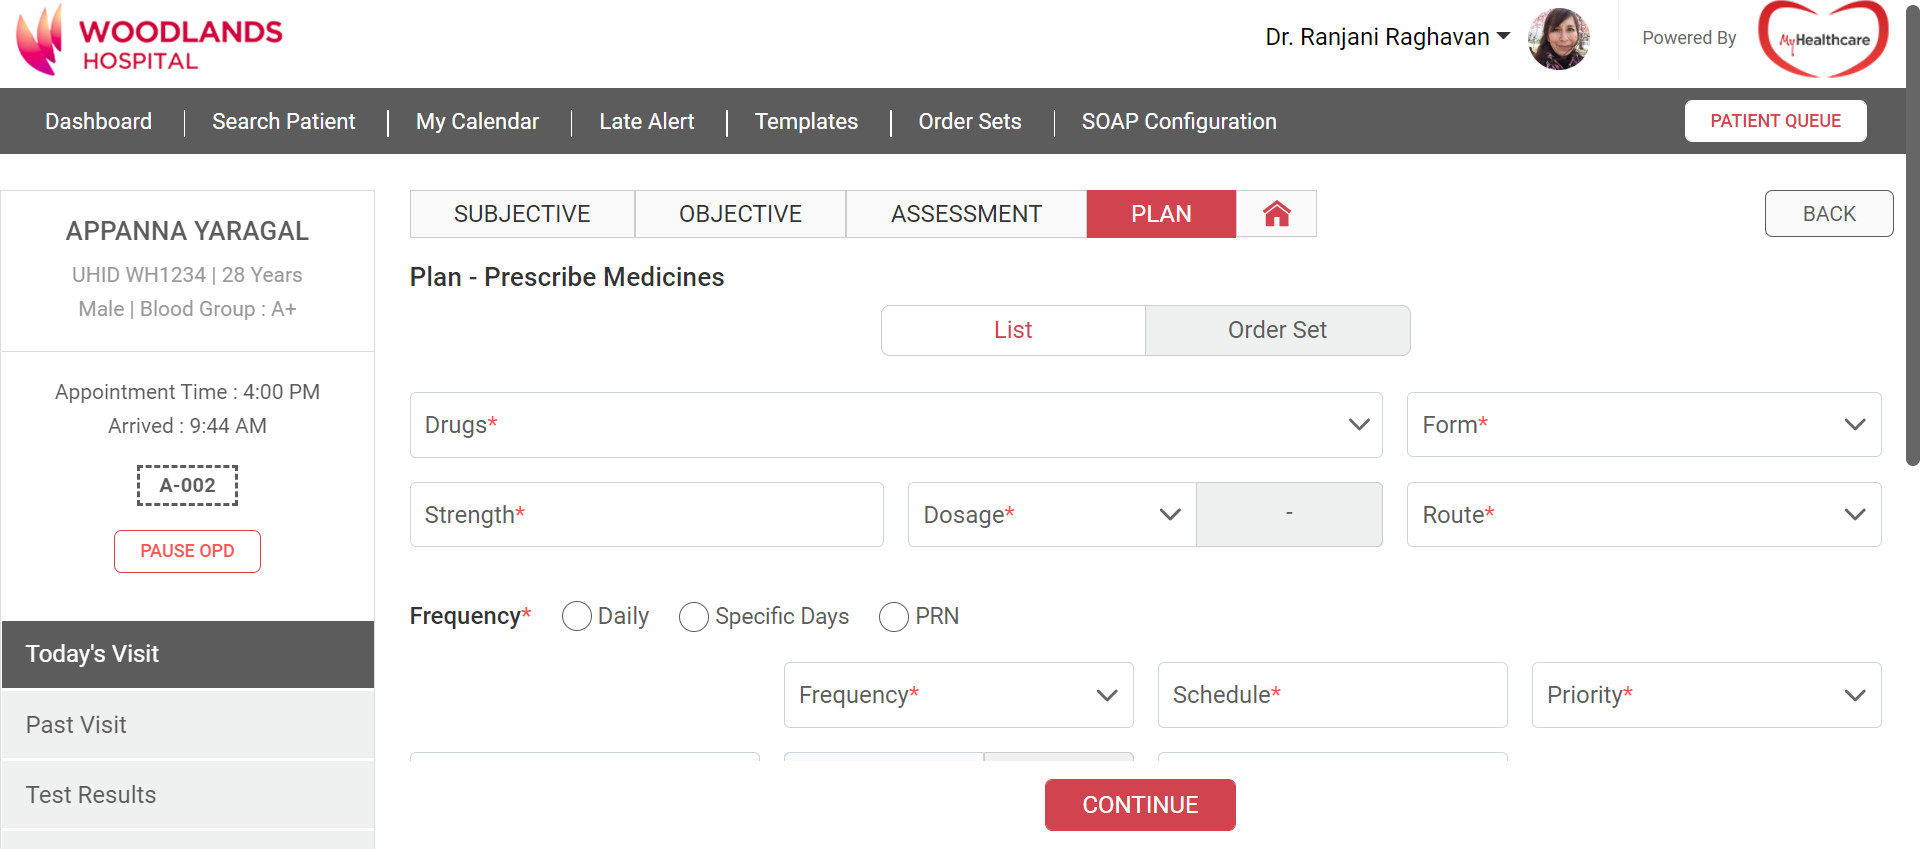 WOODLANDS
HOSPITAL
Dr. Ranjani Raghavan
Powered By
MyHealthcare
Dashboard
Search Patient
My Calendar
Late Alert
Templates
Order Sets
SOAP Configuration
PATIENT QUEUE
APPANNA YARAGAL
UHID WH1234 | 28 Years
Male | Blood Group : A+
Appointment Time : 4:00 PM
Arrived : 9:44 AM
A-002
PAUSE OPD
Today's Visit
Past Visit
Test Results
SUBJECTIVE
OBJECTIVE
ASSESSMENT
PLAN
BACK
Plan - Prescribe Medicines
List
Order Set
Drugs*
Form*
Strength*
Dosage*
-
Route*
Frequency*
Daily
Specific Days
PRN
Frequency*
Schedule*
Priority*
CONTINUE